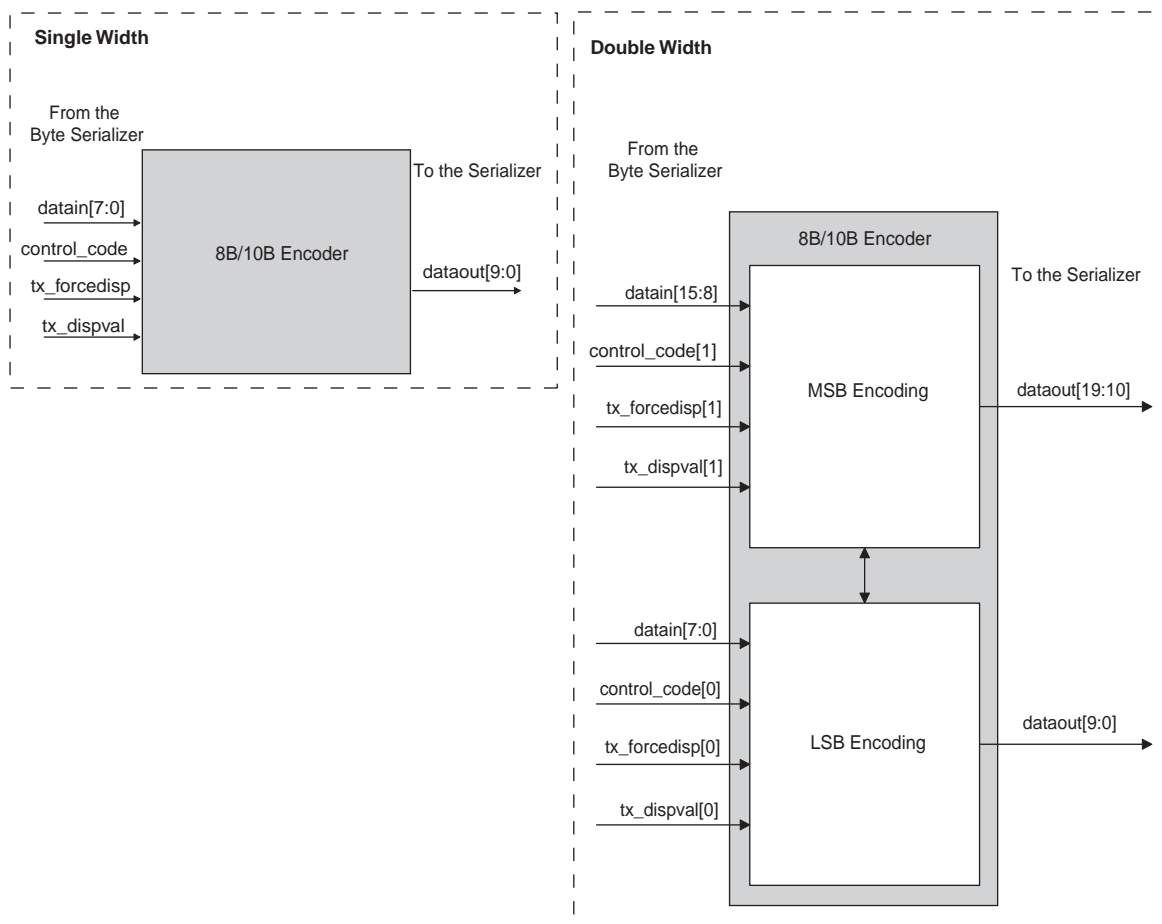 Single Width
From the
Byte Serializer
To the Serializer
datain[7:0]
control_code
tx_forcedisp
tx_dispval
8B/10B Encoder
dataout[9:0]
Double Width
From the
Byte Serializer
8B/10B Encoder
To the Serializer
datain[15:8]
control_code[1]
tx_forcedisp[1]
tx_dispval[1]
MSB Encoding
dataout[19:10]
datain[7:0]
control_code[0]
tx_forcedisp[0]
tx_dispval[0]
LSB Encoding
dataout[9:0]